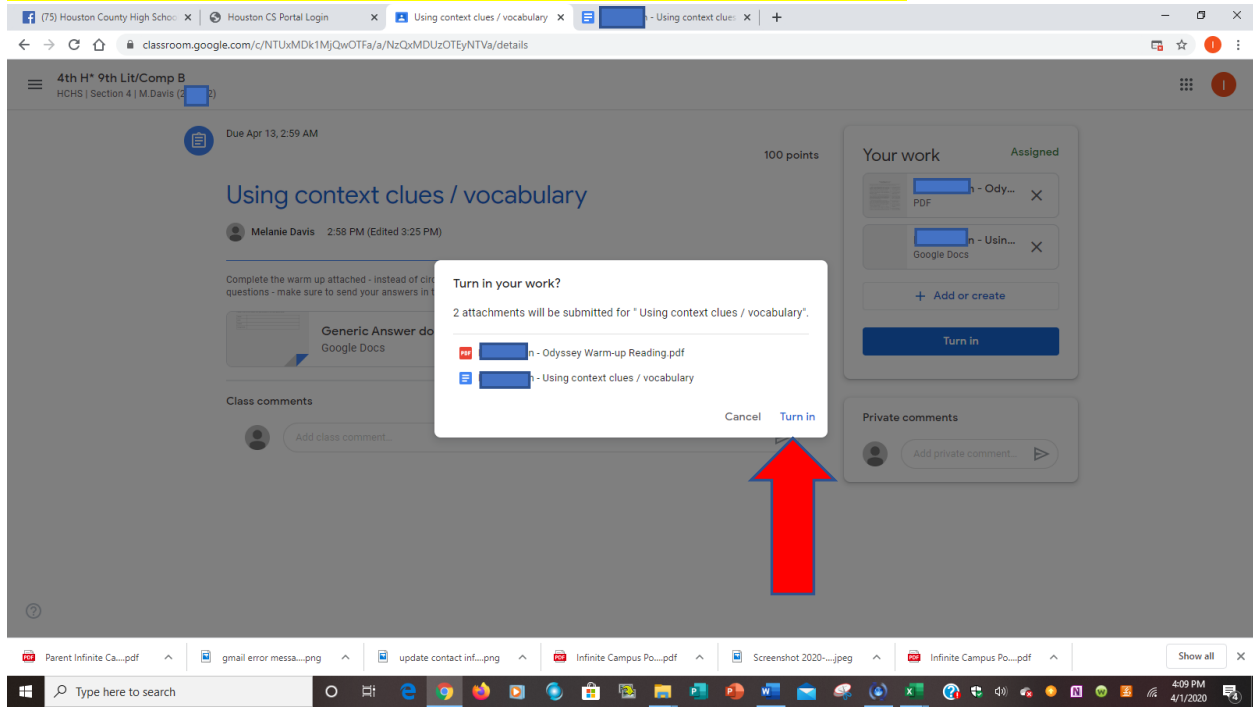 (75) Houston County High Schoo
Houston CS Portal Login
Using context clues / vocabulary
- Using context clues
classroom.google.com/c/NTUxMDk1MjQwOTFa/a/NzQxMDUzOTEyNTVa/details
4th H* 9th Lit/Comp B
HCHS | Section 4 | M.Davis (2 2)
I
Due Apr 13, 2:59 AM
100 points
Using context clues / vocabulary
Melanie Davis 2:58 PM (Edited 3:25 PM)
Complete the warm up attached - instead of circ
questions - make sure to send your answers in t
Generic Answer do
Google Docs
Class comments
Add class comment...
Your work
Assigned
n - Ody...
PDF
n - Usin...
Google Docs
+ Add or create
Turn in
Private comments
Add private comment...
Turn in your work?
2 attachments will be submitted for " Using context clues / vocabulary".
PDF n - Odyssey Warm-up Reading.pdf
n - Using context clues / vocabulary
Cancel Turn in
Parent Infinite Ca....pdf
gmail error messa....png
update contact inf....png
Infinite Campus Po....pdf
Screenshot 2020-....jpeg
Infinite Campus Po....pdf
Show all
Type here to search
4:09 PM
4/1/2020